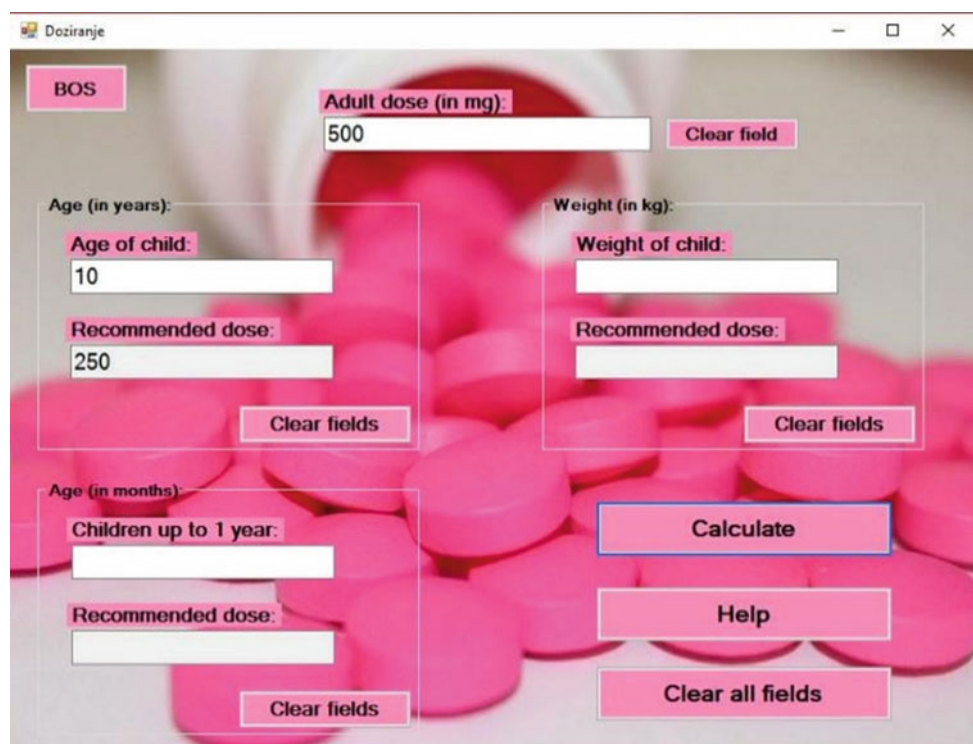 Doziranje
BOS
Adult dose (in mg):
500
Clear field
Age (in years):
Age of child:
10
Recommended dose:
250
Clear fields
Weight (in kg):
Weight of child:
Recommended dose:
Clear fields
Age (in months):
Children up to 1 year:
Recommended dose:
Clear fields
Calculate
Help
Clear all fields